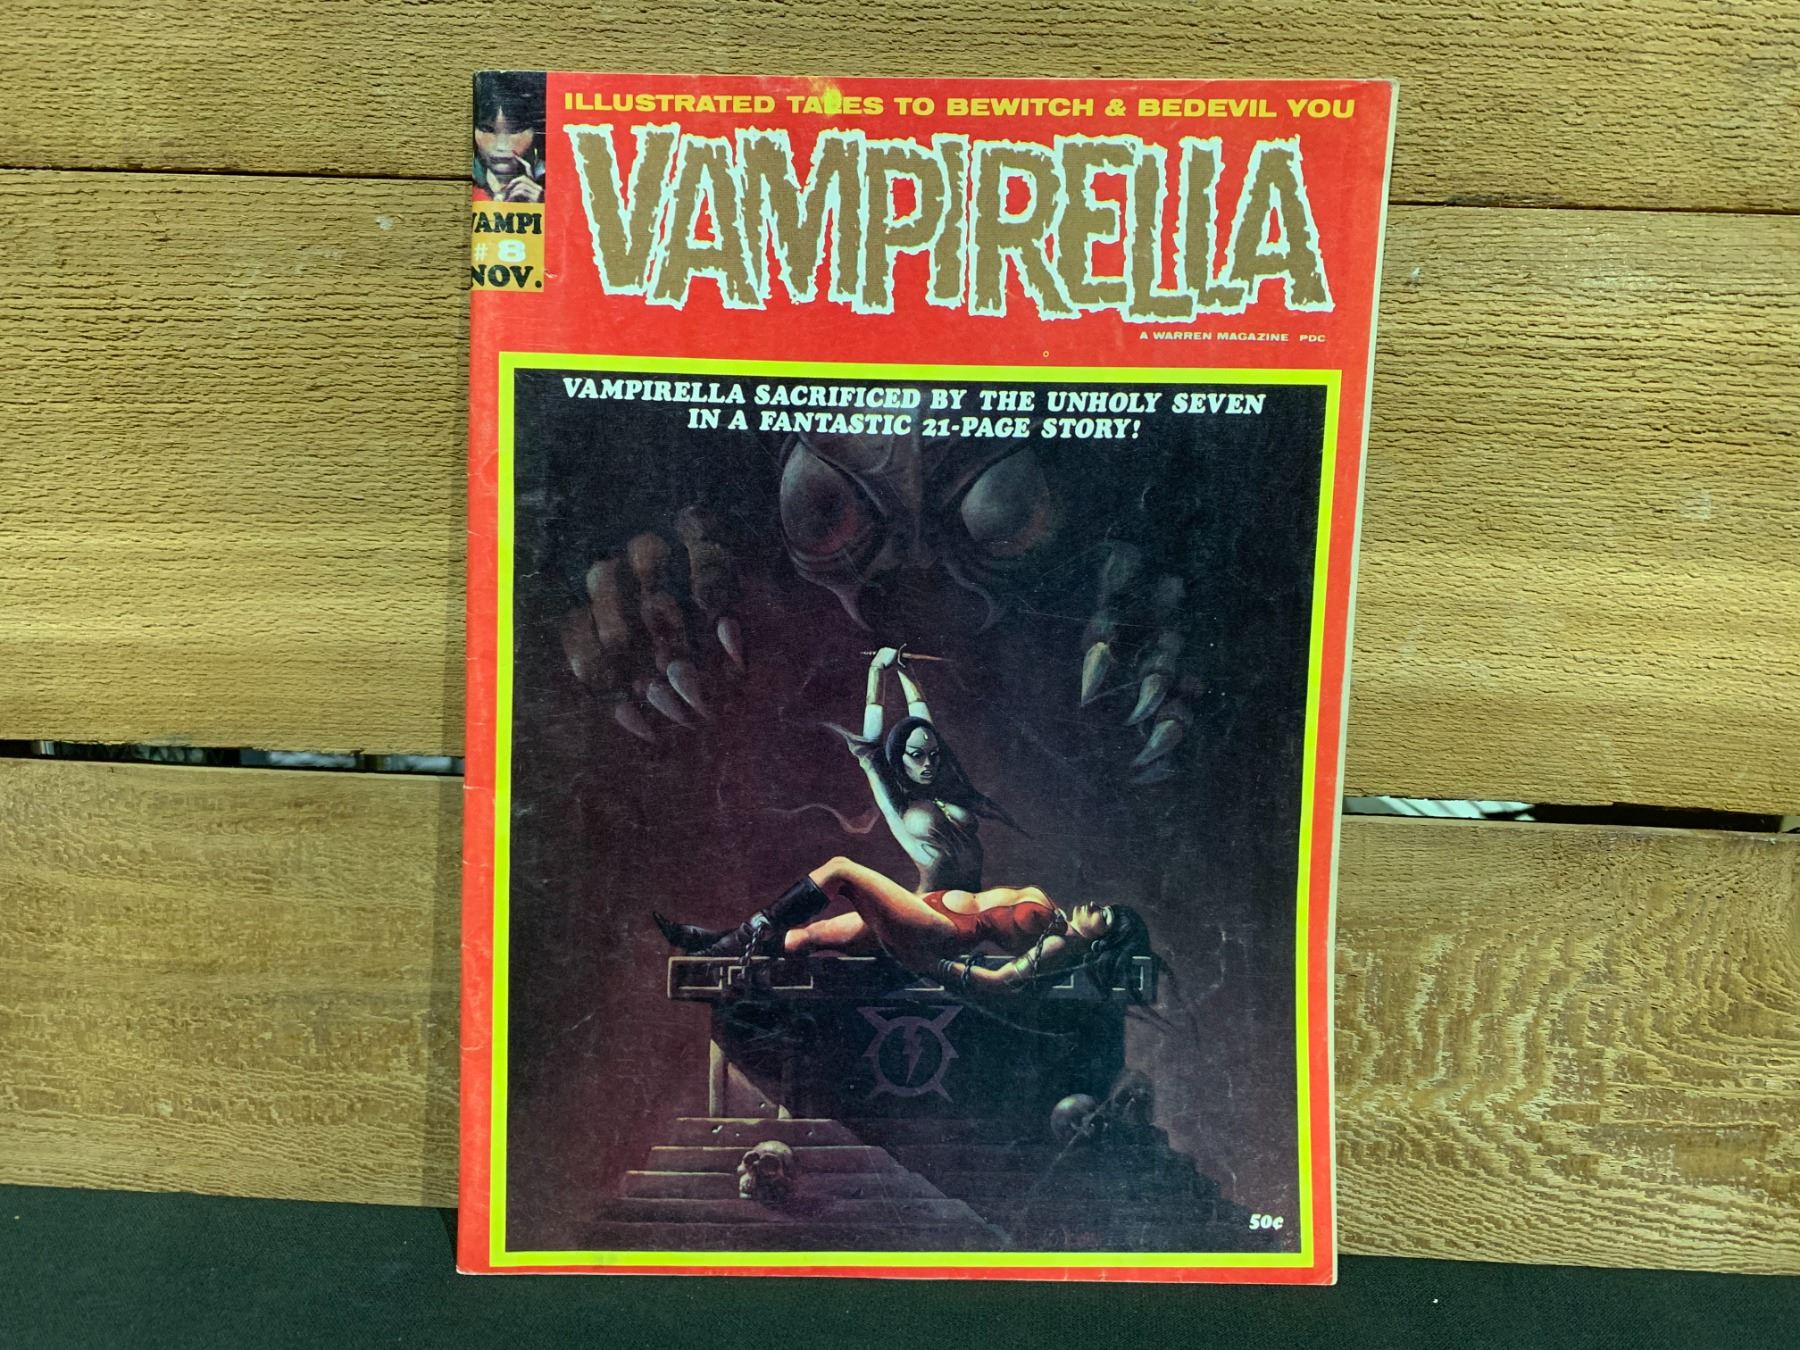 ILLUSTRATED TALES TO BEWITCH & BEDEVIL YOU
VAMPI
# 8
NOV.
VAMPIRELLA
A WARREN MAGAZINE PDC
VAMPIRELLA SACRIFICED BY THE UNHOLY SEVEN
IN A FANTASTIC 21-PAGE STORY!
50¢